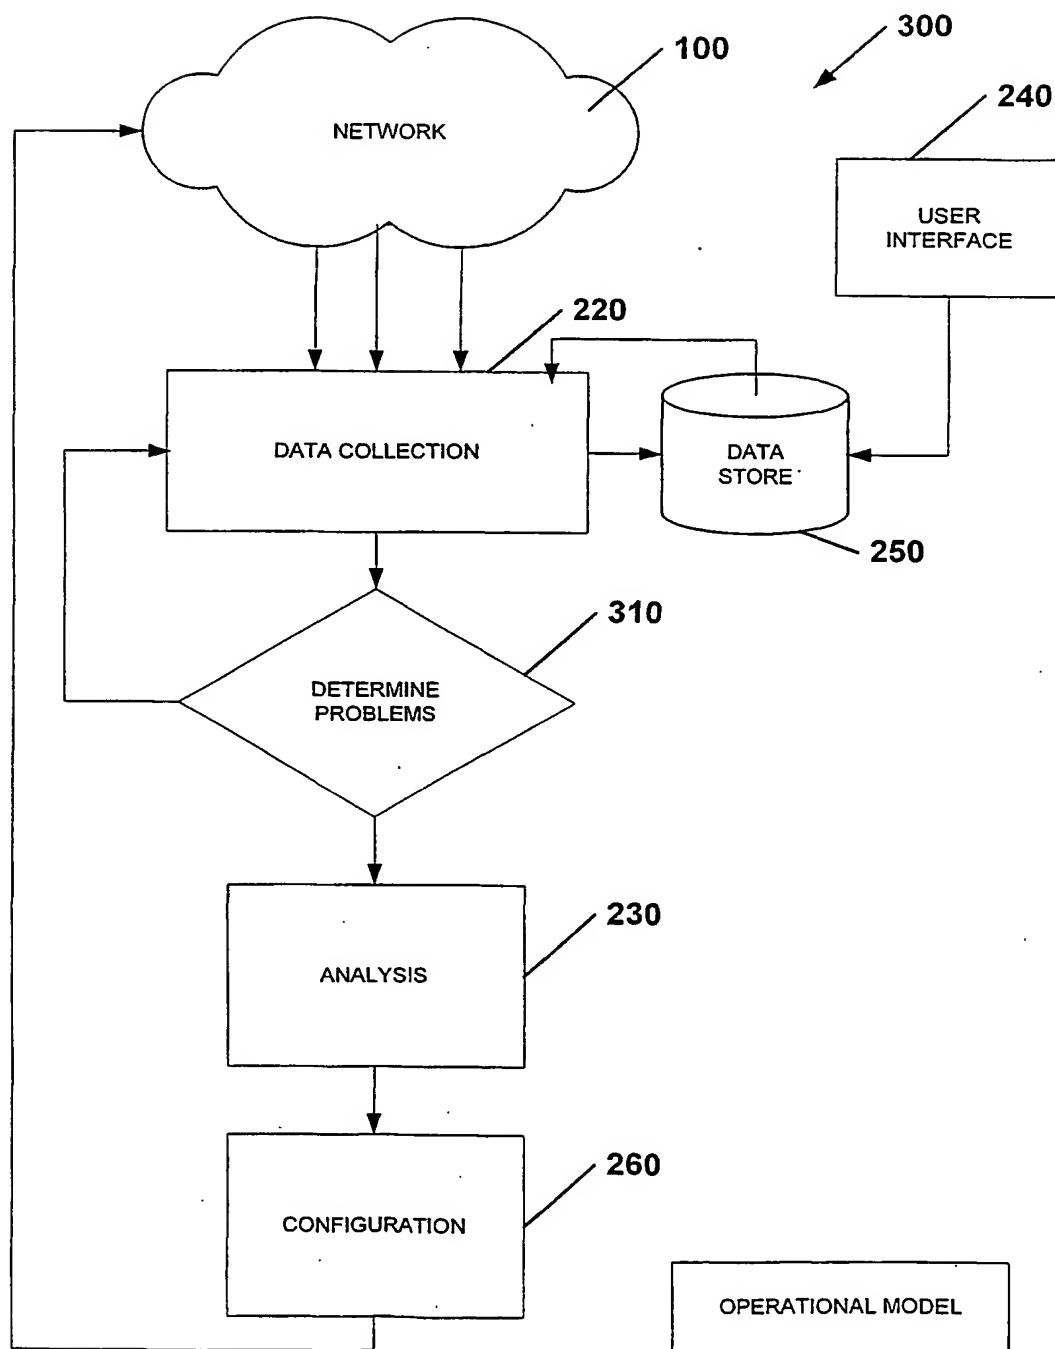 300
100
240
NETWORK
USER
INTERFACE
220
DATA COLLECTION
DATA
STORE
250
310
DETERMINE
PROBLEMS
230
ANALYSIS
260
CONFIGURATION
OPERATIONAL MODEL